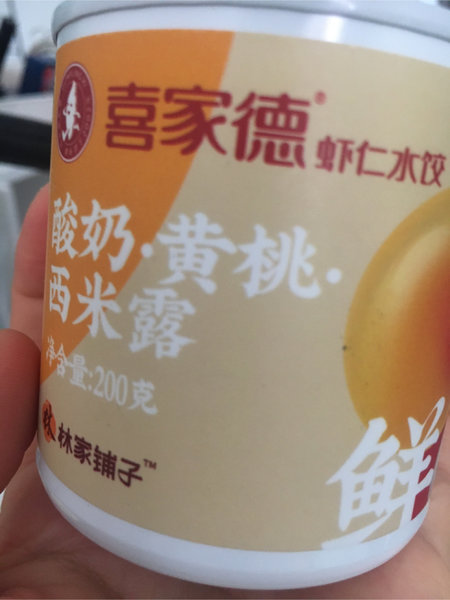 喜家德® 虾仁水饺
酸奶·黄桃·
西米露
净含量:200克
林家铺子™
鲜